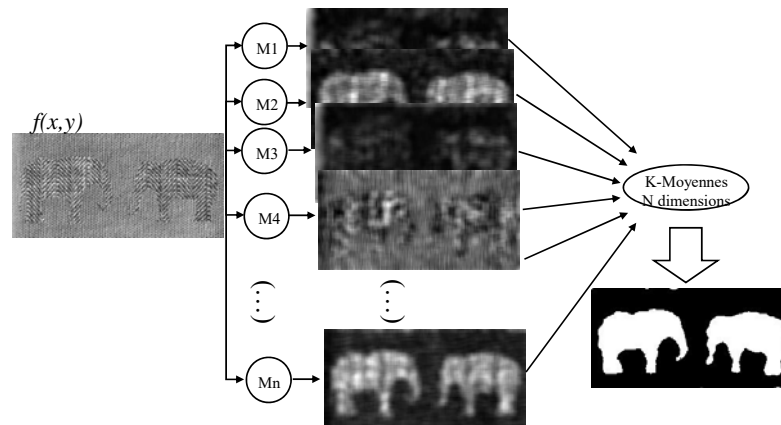 f(x,y)
M1
M2
M3
M4
(...)
(...)
Mn
K-Moyennes
N dimensions